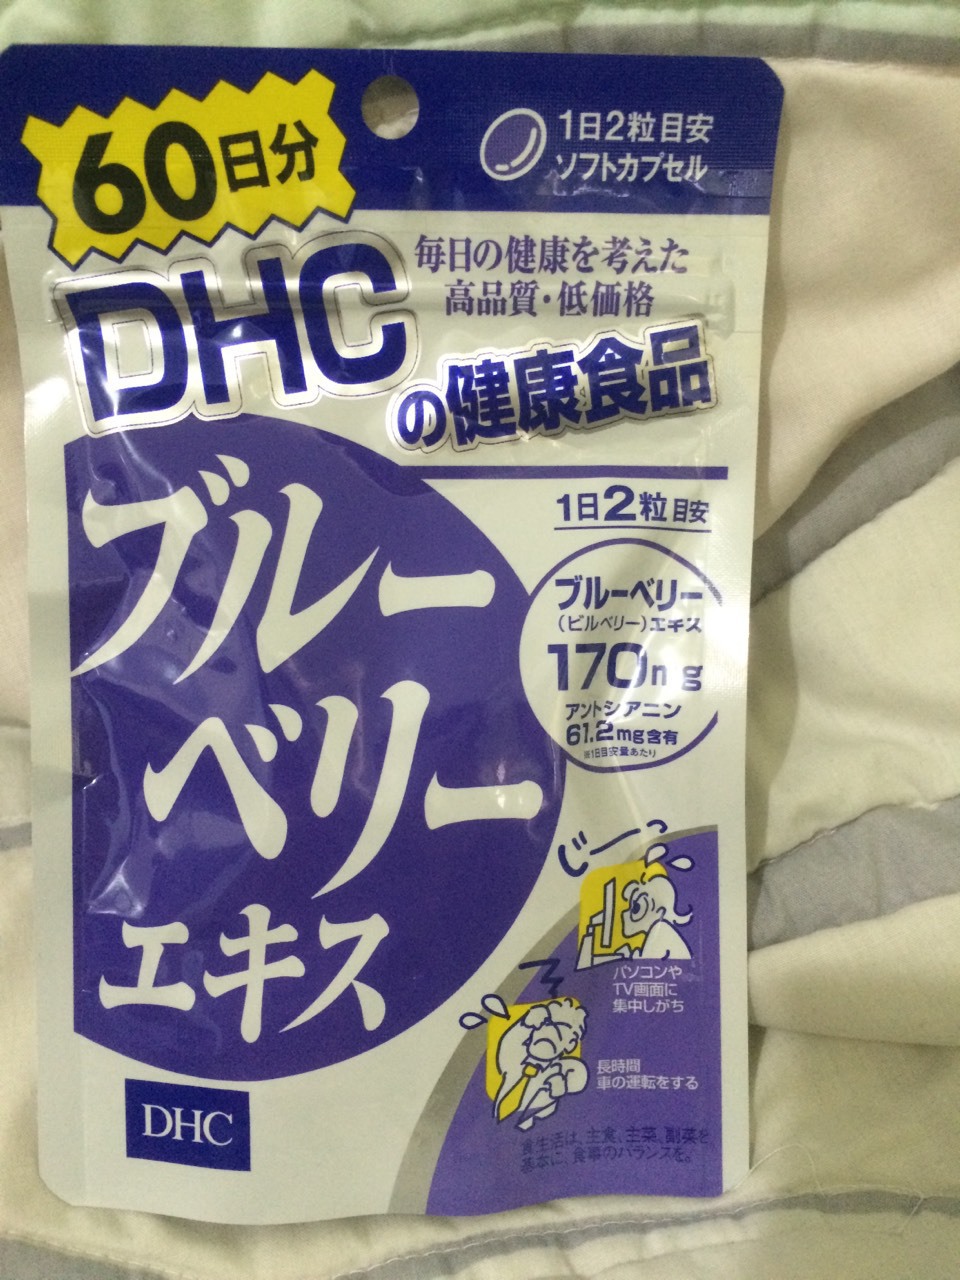 60日分
1日2粒目安
ソフトカプセル
毎日の健康を考えた
高品質・低価格
DHC
の健康食品
1日2粒目安
ブルーベリー
(ビルベリー)エキス
170mg
アントシアニン
61.2mg含有
※1日目安量あたり
ブルー
ベリー
エキス
じーっ
パソコンや
TV画面に
集中しがち
長時間
車の運転をする
食生活は、主食、主菜、副菜を
基本に、食事のバランスを。
DHC